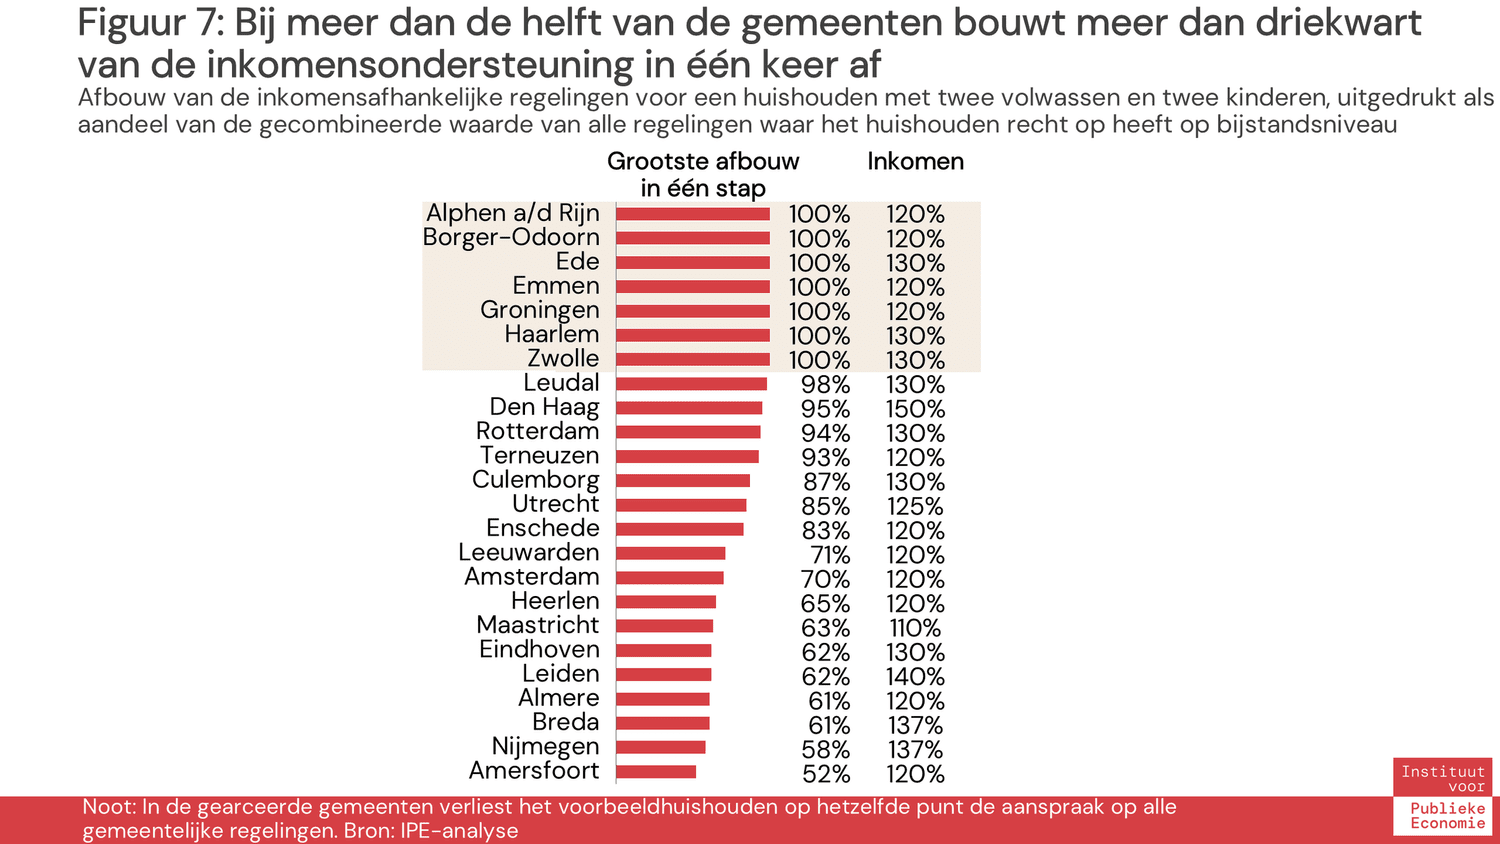 Figuur 7: Bij meer dan de helft van de gemeenten bouwt meer dan driekwart
van de inkomensondersteuning in één keer af
Afbouw van de inkomensafhankelijke regelingen voor een huishouden met twee volwassen en twee kinderen, uitgedrukt als
aandeel van de gecombineerde waarde van alle regelingen waar het huishouden recht op heeft op bijstandsniveau
Grootste afbouw Inkomen
in één stap
Alphen a/d Rijn 100% 120%
Borger-Odoorn 100% 120%
Ede 100% 130%
Emmen 100% 120%
Groningen 100% 120%
Haarlem 100% 130%
Zwolle 100% 130%
Leudal 98% 130%
Den Haag 95% 150%
Rotterdam 94% 130%
Terneuzen 93% 120%
Culemborg 87% 130%
Utrecht 85% 125%
Enschede 83% 120%
Leeuwarden 71% 120%
Amsterdam 70% 120%
Heerlen 65% 120%
Maastricht 63% 110%
Eindhoven 62% 130%
Leiden 62% 140%
Almere 61% 120%
Breda 61% 137%
Nijmegen 58% 137%
Amersfoort 52% 120%
Noot: In de gearceerde gemeenten verliest het voorbeeldhuishouden op hetzelfde punt de aanspraak op alle
gemeentelijke regelingen. Bron: IPE-analyse
Instituut
voor
Publieke
Economie